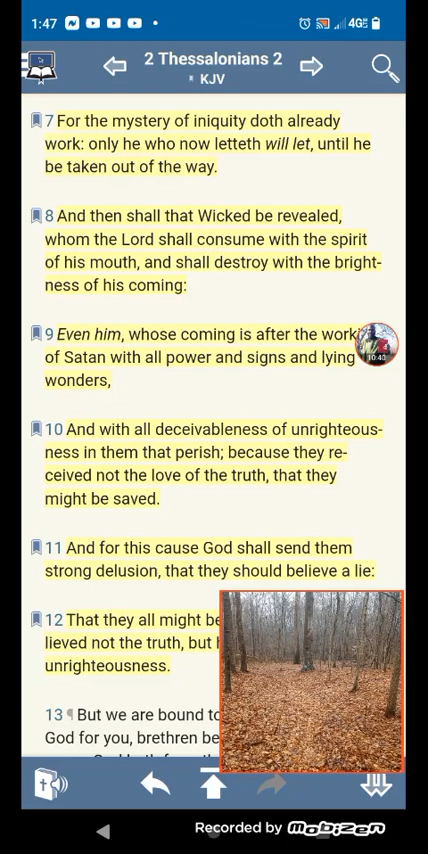 1:47
4G
2 Thessalonians 2
KJV
7 For the mystery of iniquity doth already
work: only he who now letteth will let, until he
be taken out of the way.
8 And then shall that Wicked be revealed,
whom the Lord shall consume with the spirit
of his mouth, and shall destroy with the bright-
ness of his coming:
9 Even him, whose coming is after the work
of Satan with all power and signs and lying
wonders,
10:40
10 And with all deceivableness of unrighteous-
ness in them that perish; because they re-
ceived not the love of the truth, that they
might be saved.
11 And for this cause God shall send them
strong delusion, that they should believe a lie:
12 That they all might be
lieved not the truth, but
unrighteousness.
13 ¶ But we are bound to
God for you, brethren be
Recorded by Mobizen